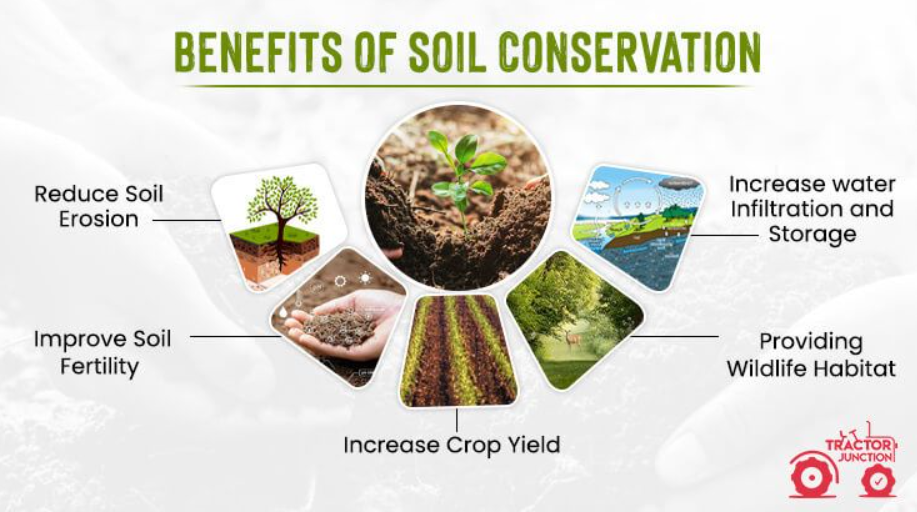 BENEFITS OF SOIL CONSERVATION
Reduce Soil
Erosion
Improve Soil
Fertility
Increase Crop Yield
Increase water
Infiltration and
Storage
Providing
Wildlife Habitat
TRACTOR
JUNCTION